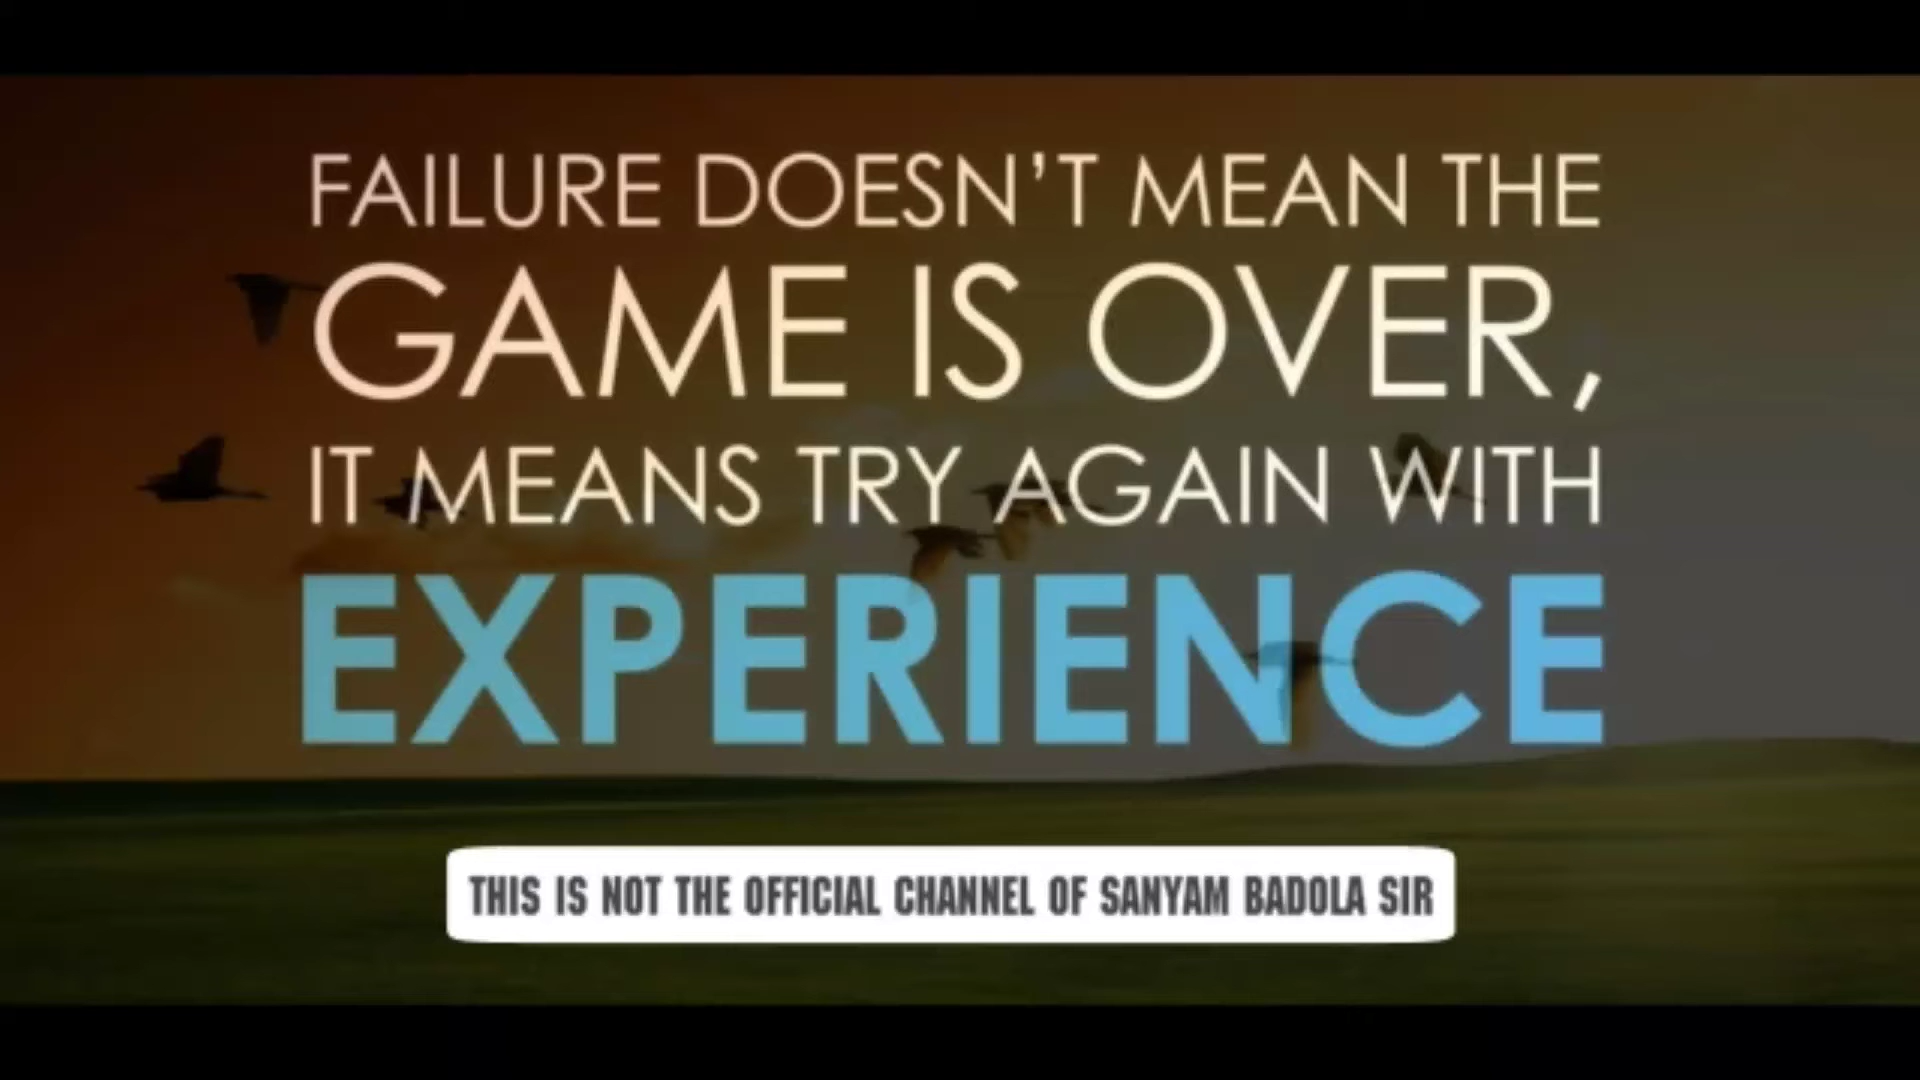 FAILURE DOESN'T MEAN THE
GAME IS OVER,
IT MEANS TRY AGAIN WITH
EXPERIENCE
THIS IS NOT THE OFFICIAL CHANNEL OF SANYAM BADOLA SIR